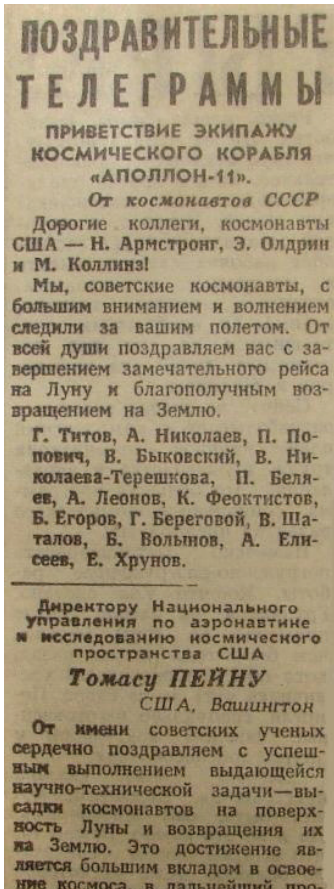 ПОЗДРАВИТЕЛЬНЫЕ
ТЕЛЕГРАММЫ
ПРИВЕТСТВИЕ ЭКИПАЖУ
КОСМИЧЕСКОГО КОРАБЛЯ
«АПОЛЛОН-11».
От космонавтов СССР
Дорогие коллеги, космонавты
США — Н. Армстронг, Э. Олдрин
и М. Коллинз!
Мы, советские космонавты, с
большим вниманием и волнением
следили за вашим полетом. От
всей души поздравляем вас с за-
вершением замечательного рейса
на Луну и благополучным воз-
вращением на Землю.
Г. Титов, А. Николаев, П. По-
пович, В. Быковский, В. Ни-
колаева-Терешкова, П. Беля-
ев, А. Леонов, К. Феоктистов,
Б. Егоров, Г. Береговой, В. Ша-
талов, Б. Волынов, А. Ели-
сеев, Е. Хрунов.
Директору Национального
управления по аэронавтике
и исследованию космического
пространства США
Томасу ПЕЙНУ
США, Вашингтон
От имени советских ученых
сердечно поздравляем с успеш-
ным выполнением выдающейся
научно-технической задачи—вы-
садки космонавтов на поверх-
ность Луны и возвращения их
на Землю. Это достижение яв-
ляется большим вкладом в освое-
ние космоса, в дальнейший про-